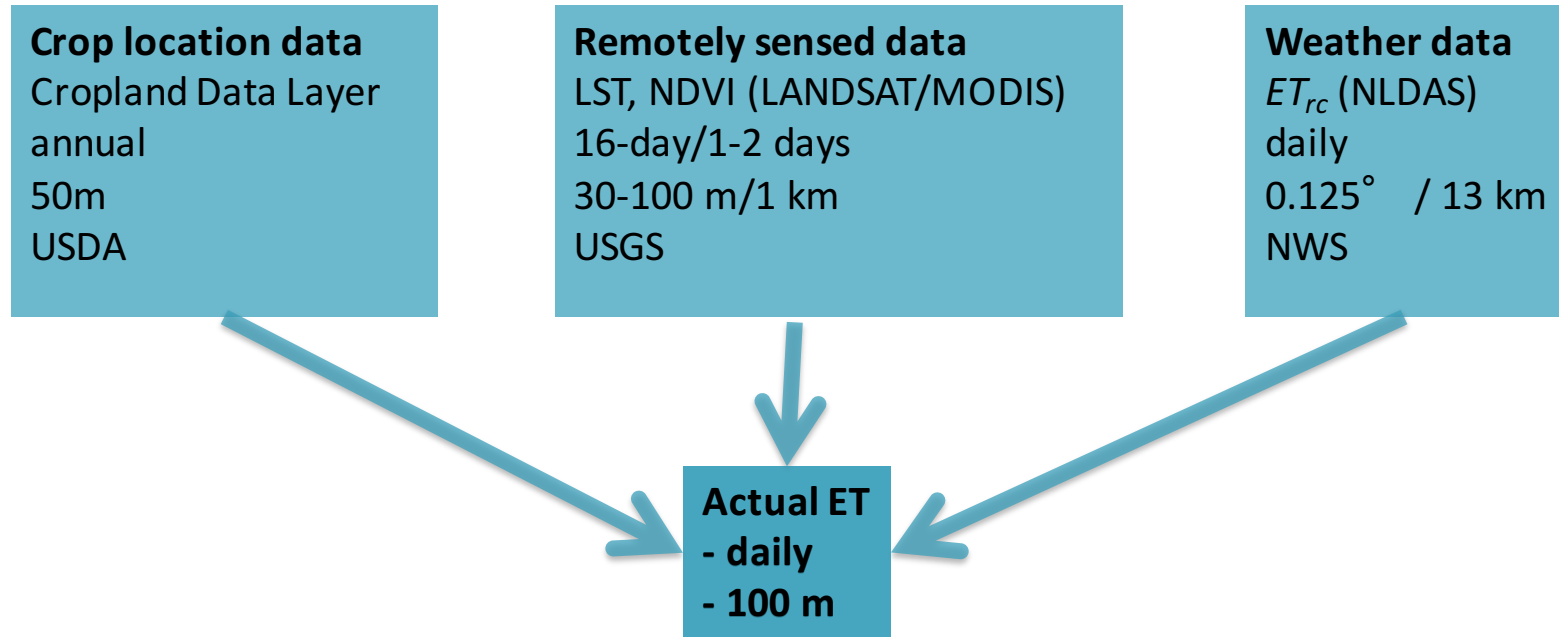 Crop location data
Cropland Data Layer
annual
50m
USDA
Remotely sensed data
LST, NDVI (LANDSAT/MODIS)
16-day/1-2 days
30-100 m/1 km
USGS
Weather data
ETrc (NLDAS)
daily
0.125° / 13 km
NWS
Actual ET
- daily
- 100 m